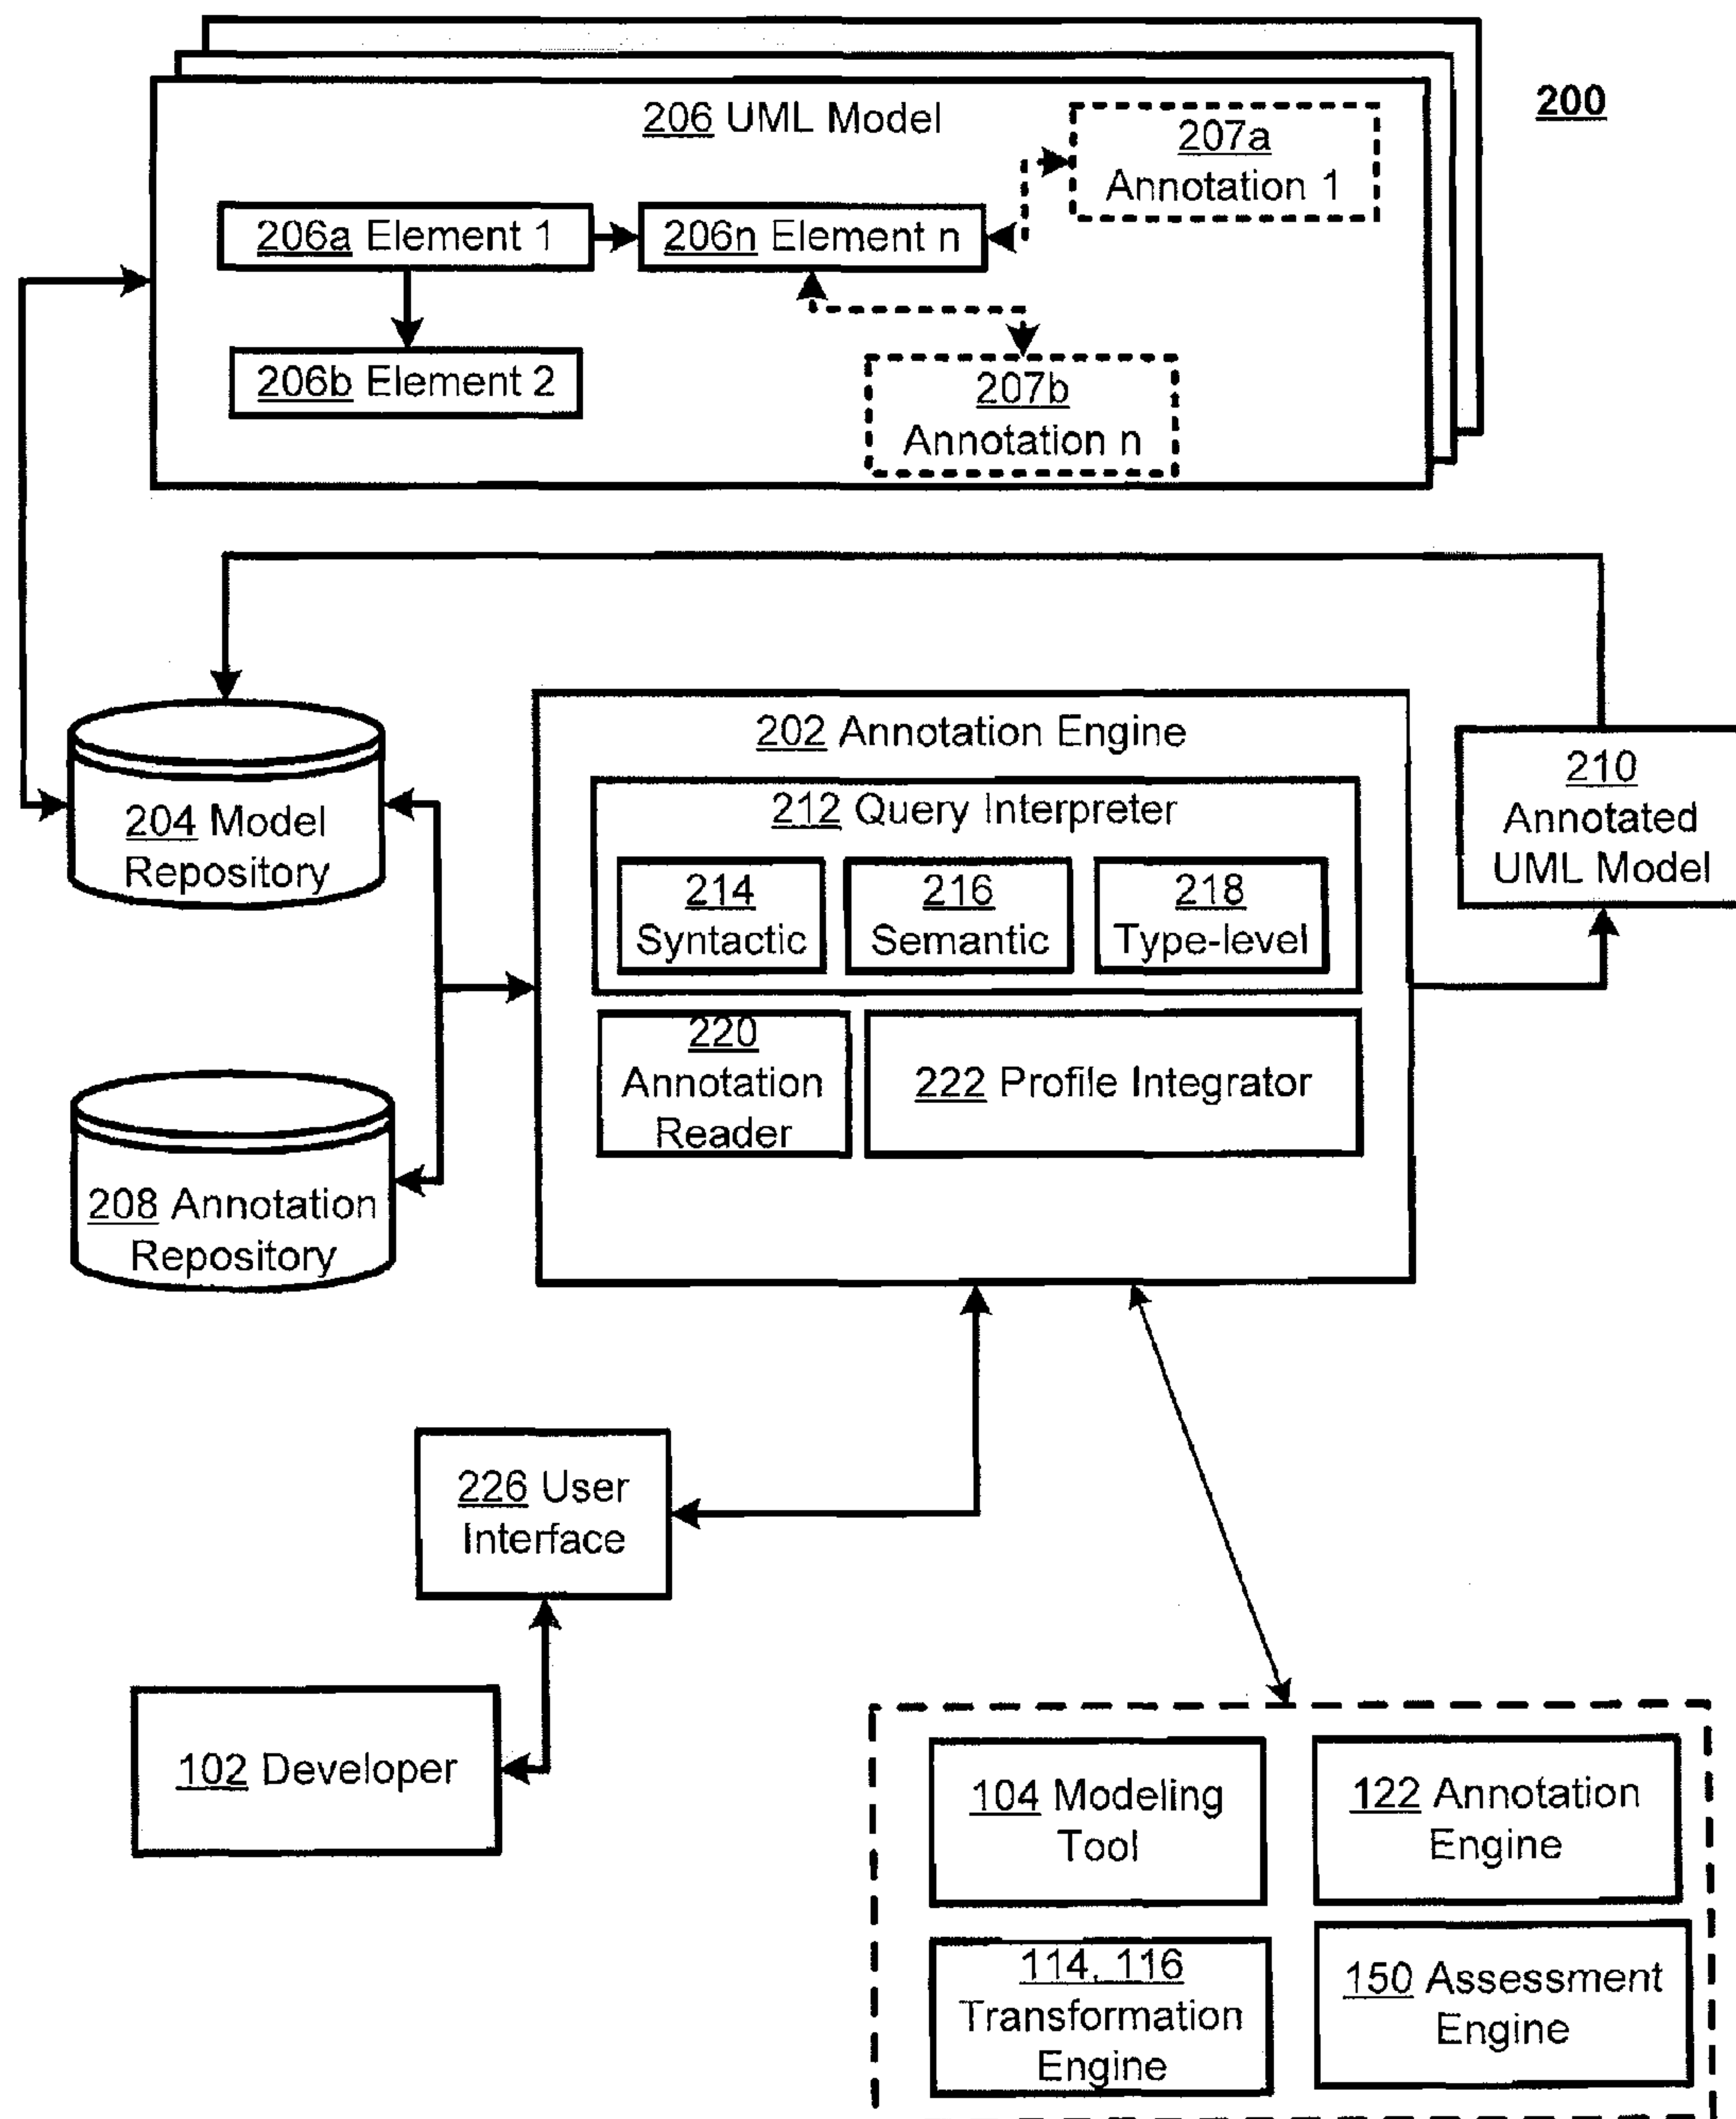 200
206 UML Model
207a
Annotation 1
206a Element 1
206n Element n
206b Element 2
207b
Annotation n
204 Model
Repository
202 Annotation Engine
212 Query Interpreter
214
Syntactic
216
Semantic
218
Type-level
220
Annotation
Reader
222 Profile Integrator
210
Annotated
UML Model
208 Annotation
Repository
226 User
Interface
102 Developer
104 Modeling
Tool
122 Annotation
Engine
114, 116
Transformation
Engine
150 Assessment
Engine